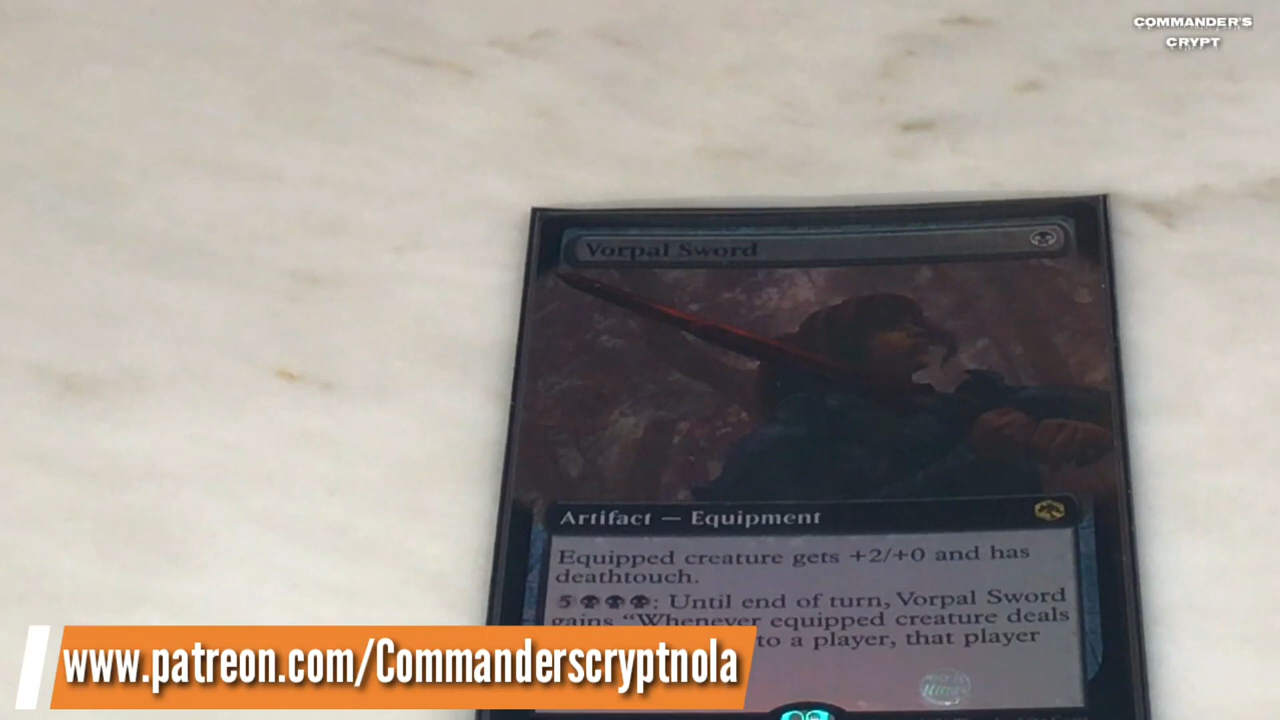 COMMANDER'S
CRYPT
Vorpal Sword
Artifact — Equipment
Equipped creature gets +2/+0 and has
deathtouch.
5: Until end of turn, Vorpal Sword
gains “Whenever equipped creature deals
to a player, that player
www.patreon.com/Commanderscryptnola